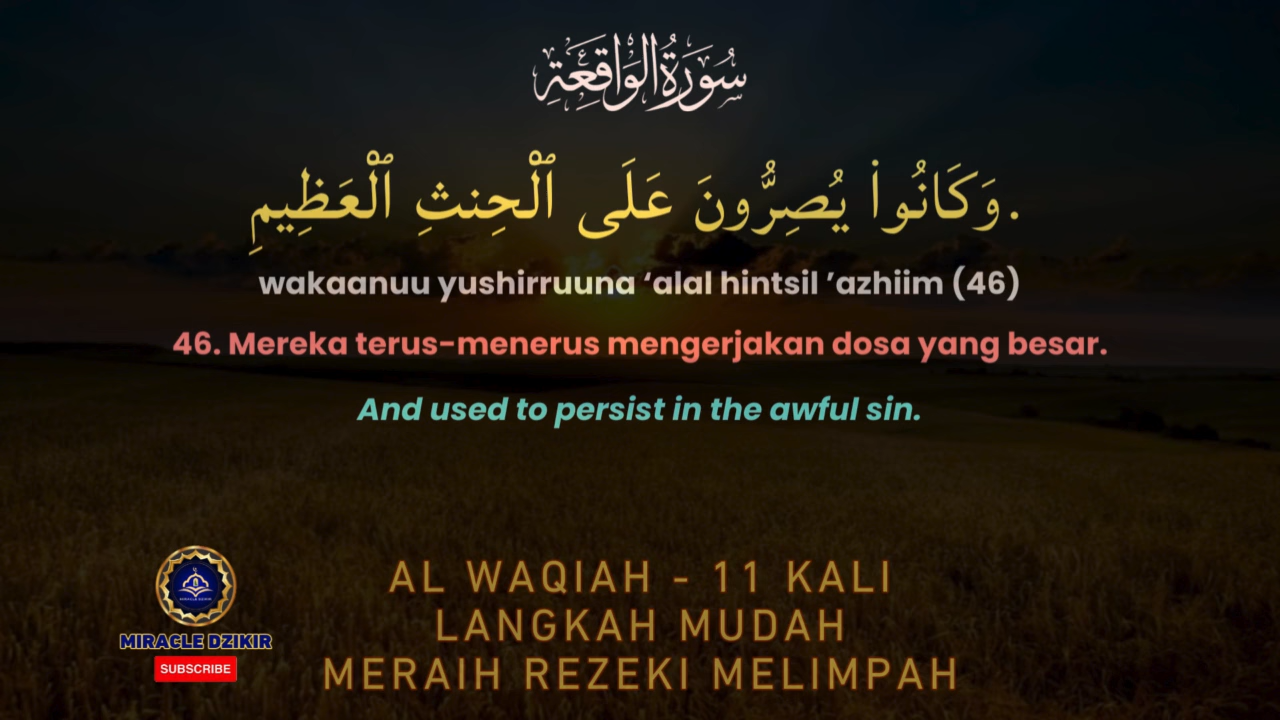 سُورَةُ الوَاقِعَةِ
وَكَانُوا۟ يُصِرُّونَ عَلَى ٱلْحِنثِ ٱلْعَظِيمِ.
wakaanuu yushirruuna ‘alal hintsil ’azhiim (46)
46. Mereka terus-menerus mengerjakan dosa yang besar.
And used to persist in the awful sin.
AL WAQIAH - 11 KALI
LANGKAH MUDAH
MERAIH REZEKI MELIMPAH
MIRACLE DZIKIR
MIRACLE DZIKIR
SUBSCRIBE